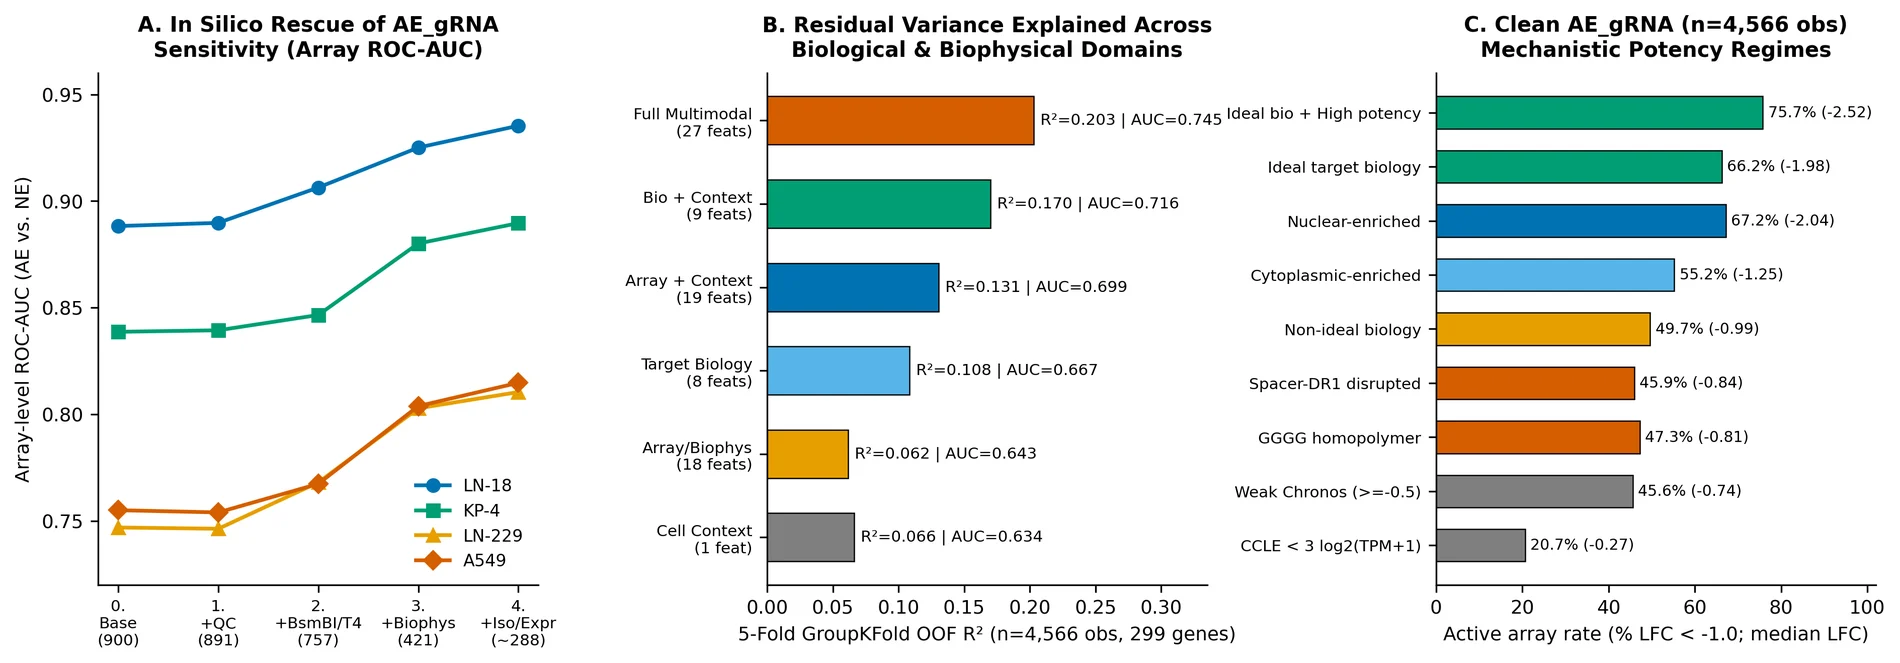 A. In Silico Rescue of AE_gRNA
Sensitivity (Array ROC-AUC)
Array-level ROC-AUC (AE vs. NE)
0.95
0.90
0.85
0.80
0.75
LN-18
KP-4
LN-229
A549
0.
Base
(900)
1.
+QC
(891)
2.
+BsmBI/T4
(757)
3.
+Biophys
(421)
4.
+Iso/Expr
(~288)
B. Residual Variance Explained Across
Biological & Biophysical Domains
Full Multimodal
(27 feats)
R²=0.203 | AUC=0.745
Bio + Context
(9 feats)
R²=0.170 | AUC=0.716
Array + Context
(19 feats)
R²=0.131 | AUC=0.699
Target Biology
(8 feats)
R²=0.108 | AUC=0.667
Array/Biophys
(18 feats)
R²=0.062 | AUC=0.643
Cell Context
(1 feat)
R²=0.066 | AUC=0.634
0.00 0.05 0.10 0.15 0.20 0.25 0.30
5-Fold GroupKFold OOF R² (n=4,566 obs, 299 genes)
C. Clean AE_gRNA (n=4,566 obs)
Mechanistic Potency Regimes
Ideal bio + High potency 75.7% (-2.52)
Ideal target biology 66.2% (-1.98)
Nuclear-enriched 67.2% (-2.04)
Cytoplasmic-enriched 55.2% (-1.25)
Non-ideal biology 49.7% (-0.99)
Spacer-DR1 disrupted 45.9% (-0.84)
GGGG homopolymer 47.3% (-0.81)
Weak Chronos (>=-0.5) 45.6% (-0.74)
CCLE < 3 log2(TPM+1) 20.7% (-0.27)
0 20 40 60 80 100
Active array rate (% LFC < -1.0; median LFC)